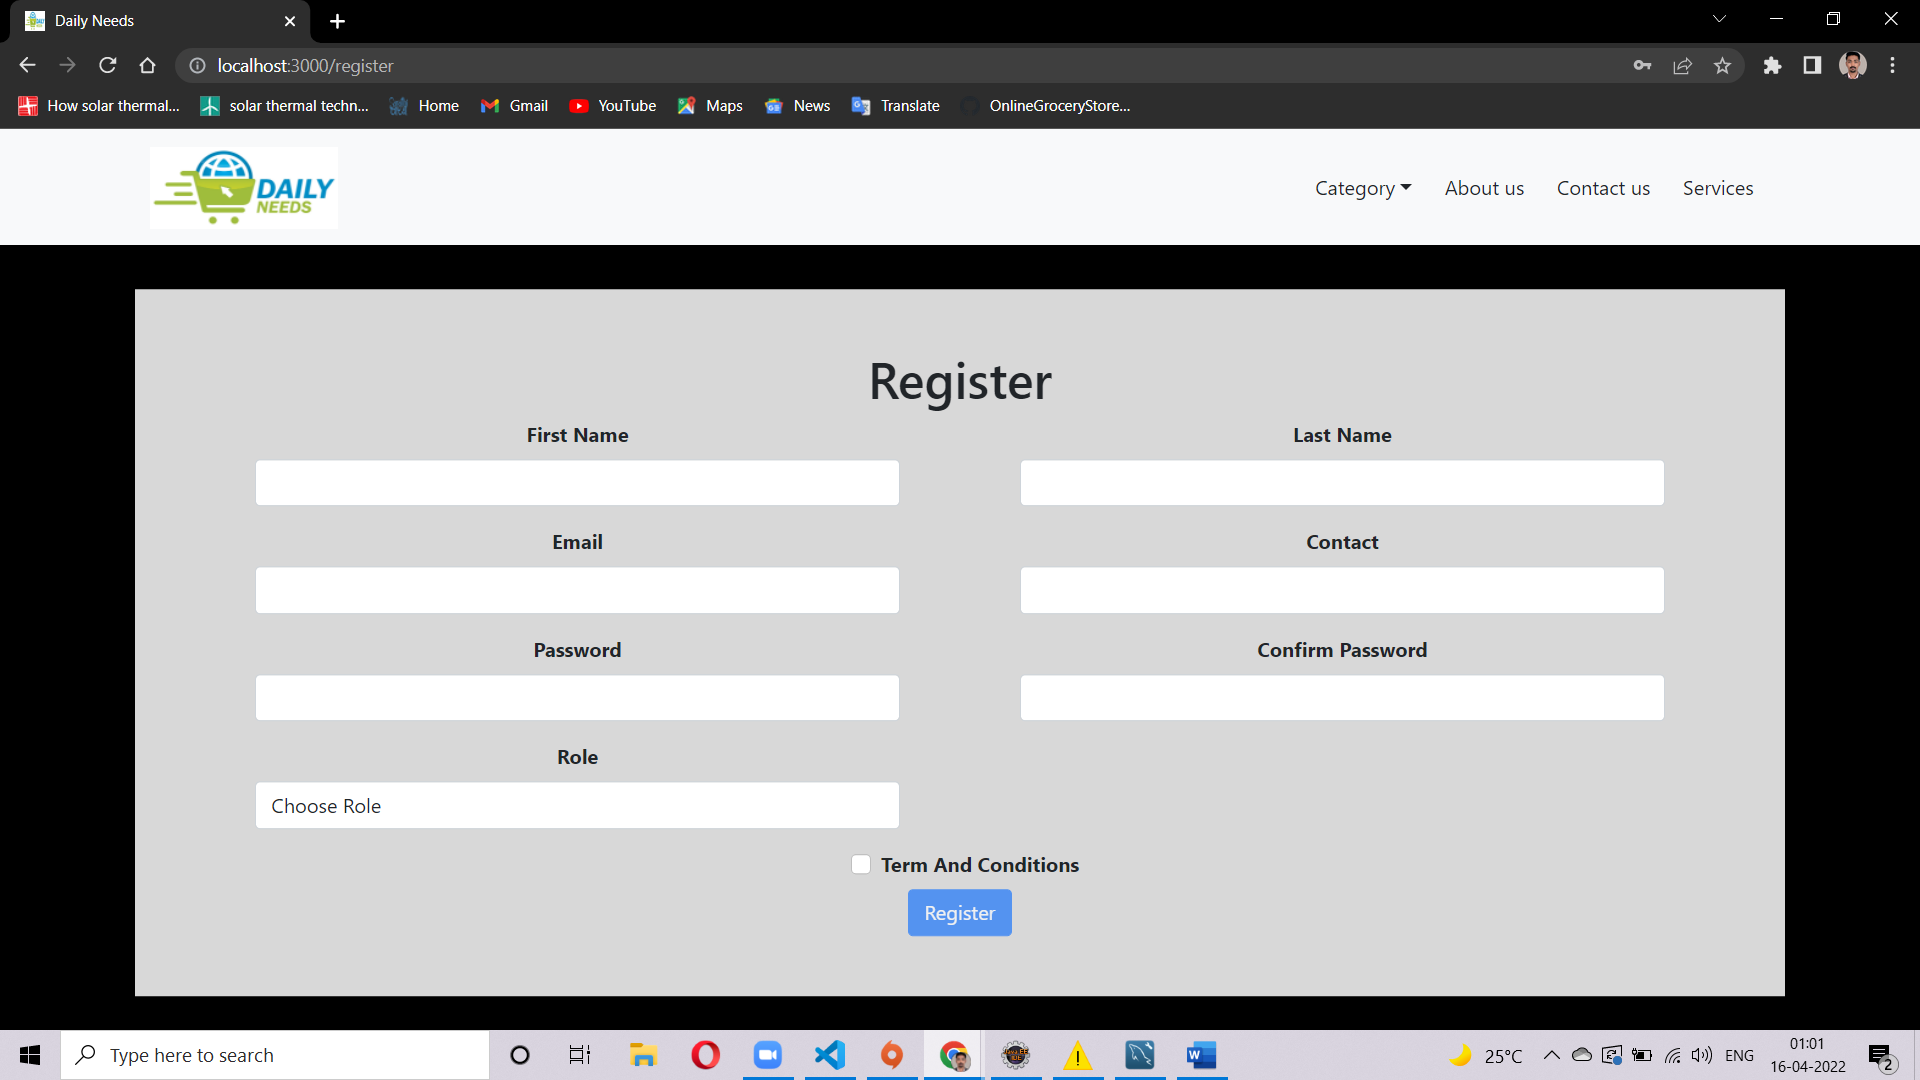 Daily Needs
localhost:3000/register
How solar thermal... solar thermal techn... Home Gmail YouTube Maps News Translate OnlineGroceryStore...
DAILY
NEEDS
Category About us Contact us Services
Register
First Name Last Name
Email Contact
Password Confirm Password
Role
Choose Role
Term And Conditions
Register
Type here to search
25°C ENG
01:01
16-04-2022
2